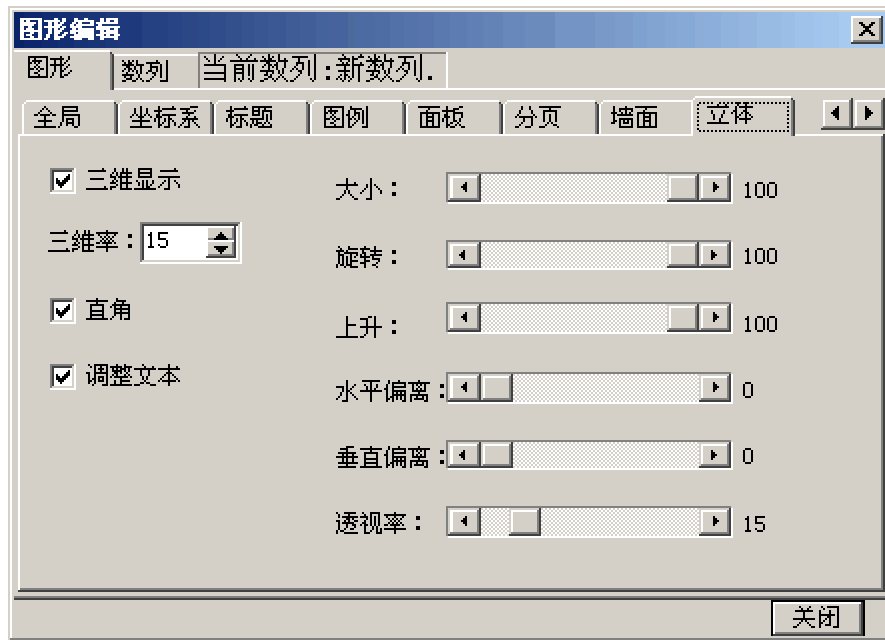 图形编辑
图形 数列 当前数列:新数列.
全局 坐标系 标题 图例 面板 分页 墙面 立体
三维显示 大小： 100
三维率：15 旋转： 100
直角 上升： 100
调整文本 水平偏离：0
垂直偏离：0
透视率： 15
关闭